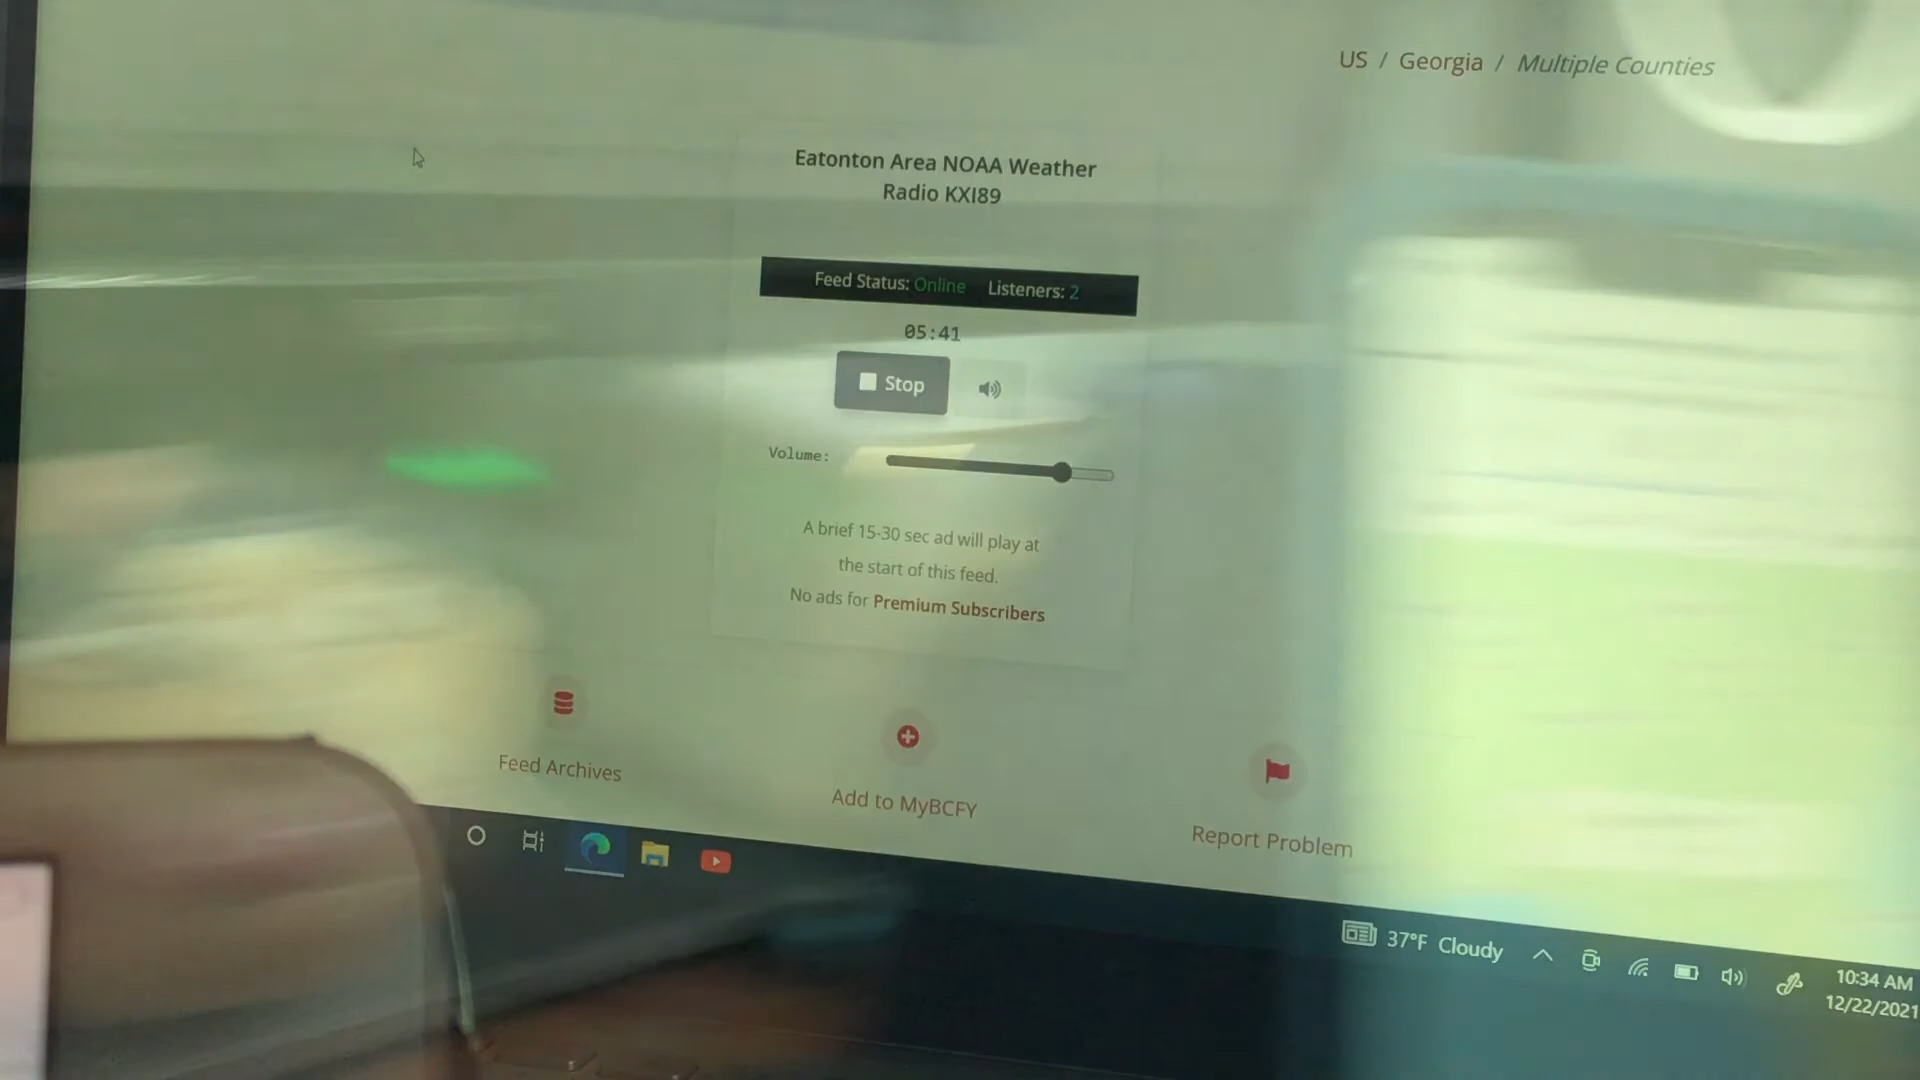 US / Georgia / Multiple Counties
Eatonton Area NOAA Weather
Radio KXI89
Feed Status: Online Listeners: 2
05:41
Stop
Volume:
A brief 15-30 sec ad will play at
the start of this feed.
No ads for Premium Subscribers
Feed Archives
Add to MyBCFY
Report Problem
37°F Cloudy
10:34 AM
12/22/2021